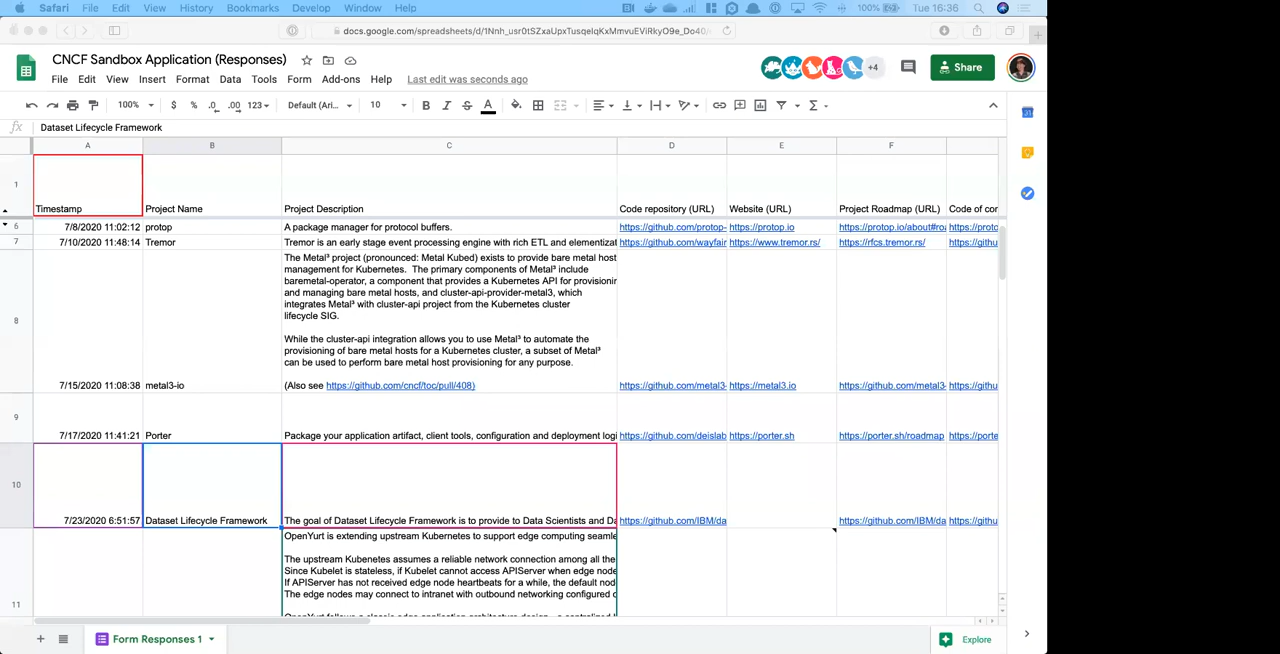 Safari File Edit View History Bookmarks Develop Window Help 100% Tue 16:36
docs.google.com/spreadsheets/d/1Nnh_usr0tSZxaUpxTusqeIqKxMmvuEViRkyO9e_Do40/
CNCF Sandbox Application (Responses)
File Edit View Insert Format Data Tools Form Add-ons Help Last edit was seconds ago
+4 Share
100% $ % .0 .00 123 Default (Ari... 10 B I S A
fx Dataset Lifecycle Framework
A B C D E F
1 Timestamp Project Name Project Description Code repository (URL) Website (URL) Project Roadmap (URL) Code of con
6 7/8/2020 11:02:12 protop A package manager for protocol buffers. https://github.com/protop- https://protop.io https://protop.io/about#roa https://proto
7 7/10/2020 11:48:14 Tremor Tremor is an early stage event processing engine with rich ETL and elementizat https://github.com/wayfair https://www.tremor.rs/ https://rfcs.tremor.rs/ https://githu
The Metal³ project (pronounced: Metal Kubed) exists to provide bare metal host
management for Kubernetes. The primary components of Metal³ include
baremetal-operator, a component that provides a Kubernetes API for provisionin
and managing bare metal hosts, and cluster-api-provider-metal3, which
integrates Metal³ with cluster-api project from the Kubernetes cluster
lifecycle SIG.
8
While the cluster-api integration allows you to use Metal³ to automate the
provisioning of bare metal hosts for a Kubernetes cluster, a subset of Metal³
can be used to perform bare metal host provisioning for any purpose.
7/15/2020 11:08:38 metal3-io (Also see https://github.com/cncf/toc/pull/408) https://github.com/metal3- https://metal3.io https://github.com/metal3- https://githu
9 7/17/2020 11:41:21 Porter Package your application artifact, client tools, configuration and deployment logi https://github.com/deislab https://porter.sh https://porter.sh/roadmap https://porte
10 7/23/2020 6:51:57 Dataset Lifecycle Framework The goal of Dataset Lifecycle Framework is to provide to Data Scientists and Da https://github.com/IBM/da https://github.com/IBM/da https://githu
OpenYurt is extending upstream Kubernetes to support edge computing seamle
The upstream Kubenetes assumes a reliable network connection among all the
Since Kubelet is stateless, if Kubelet cannot access APIServer when edge node
If APIServer has not received edge node heartbeats for a while, the default nod
The edge nodes may connect to intranet with outbound networking configured
11
Form Responses 1 Explore